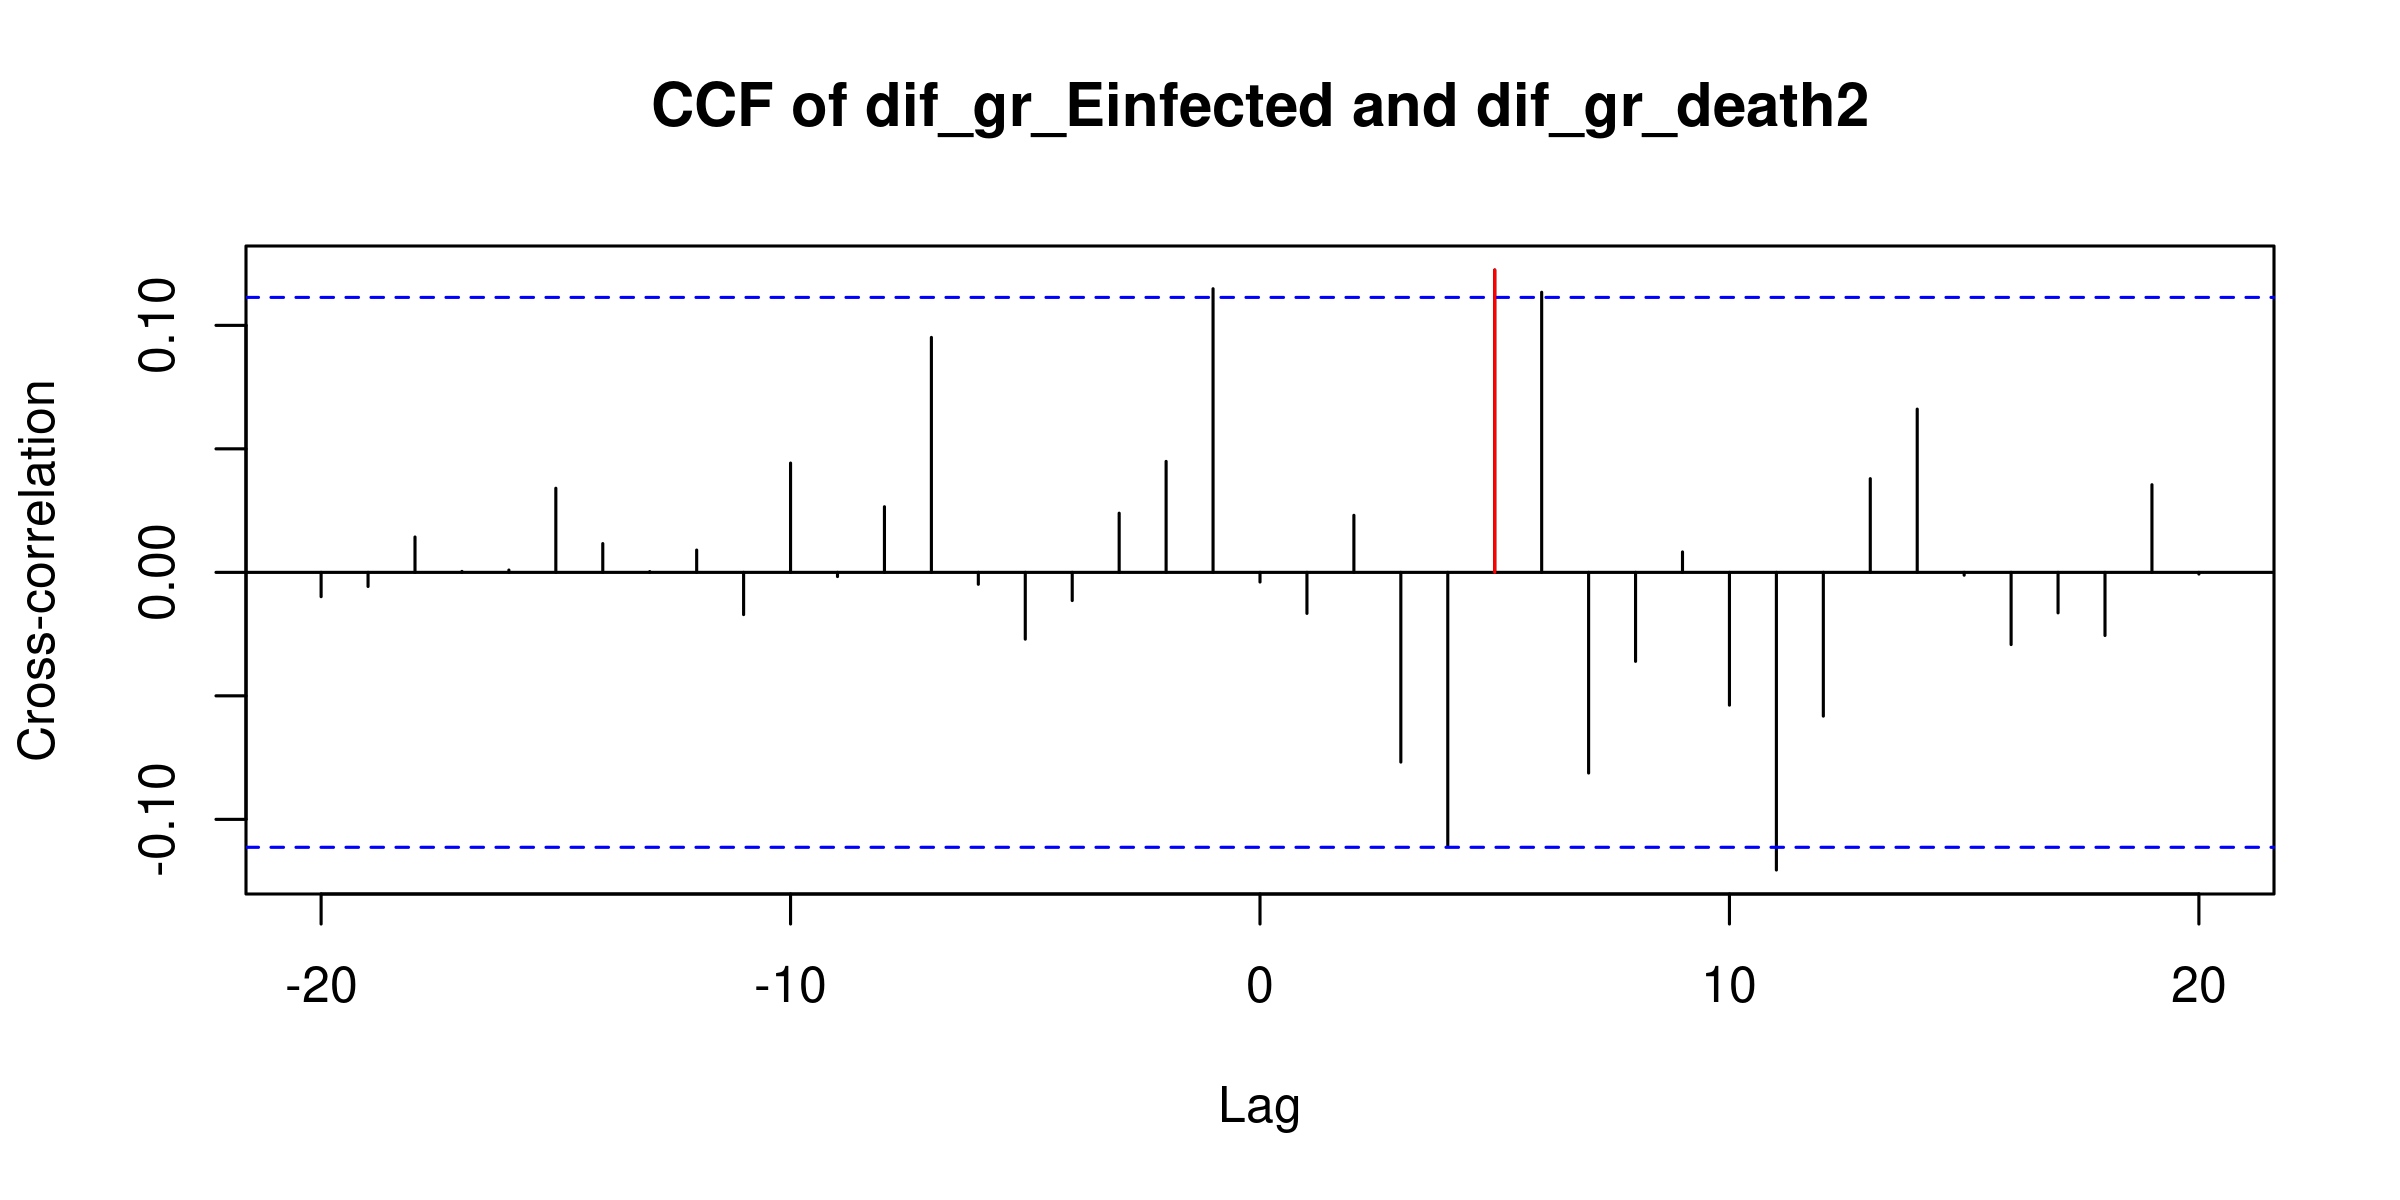 CCF of dif_gr_Einfected and dif_gr_death2
Cross-correlation
0.10
0.00
-0.10
-20 -10 0 10 20
Lag